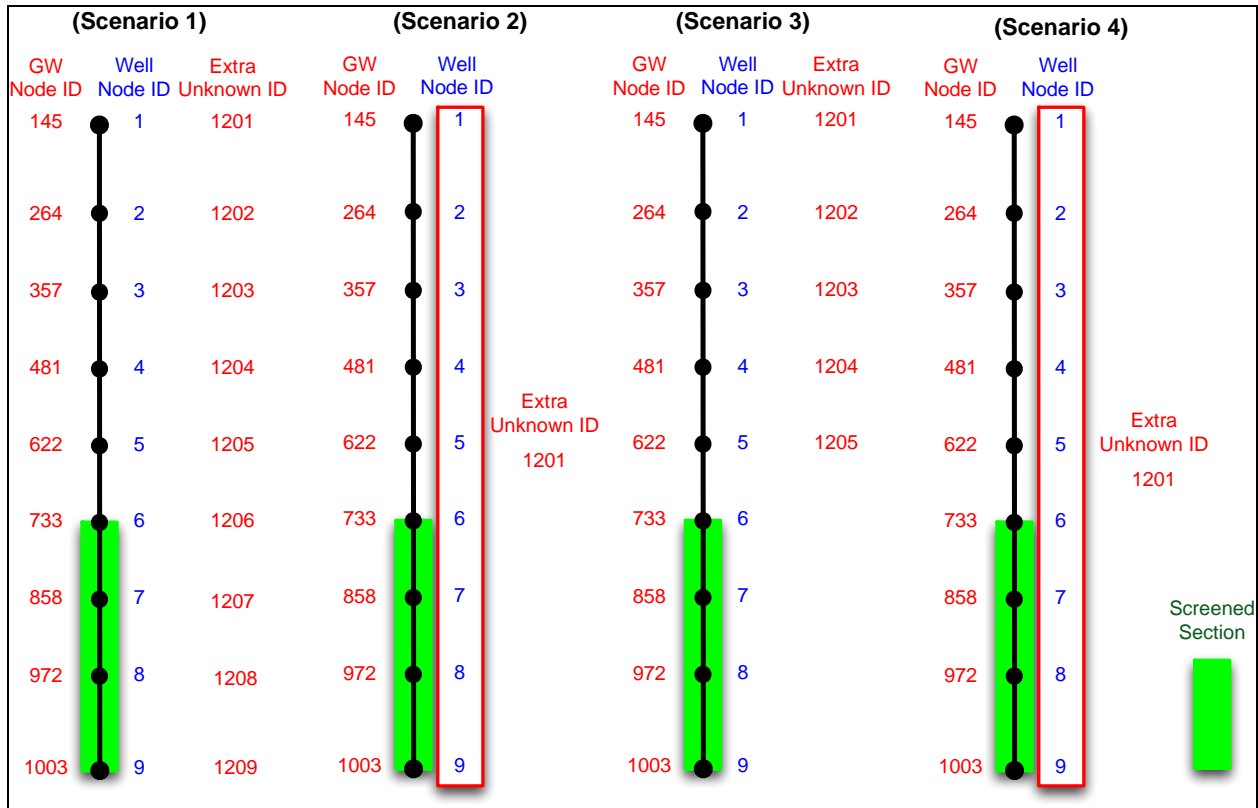 (Scenario 1) (Scenario 2) (Scenario 3) (Scenario 4)
GW Well Extra GW Well GW Well Extra GW Well
Node ID Node ID Unknown ID Node ID Node ID Node ID Node ID Unknown ID Node ID Node ID
145 1 1201 145 1 145 1 1201 145 1
264 2 1202 264 2 264 2 1202 264 2
357 3 1203 357 3 357 3 1203 357 3
481 4 1204 481 4 481 4 1204 481 4
Extra Extra
Unknown ID Unknown ID
622 5 1205 622 5 622 5 1205 622 5
1201 1201
733 6 1206 733 6 733 6 733 6
858 7 1207 858 7 858 7 858 7
Screened
Section
972 8 1208 972 8 972 8 972 8
1003 9 1209 1003 9 1003 9 1003 9